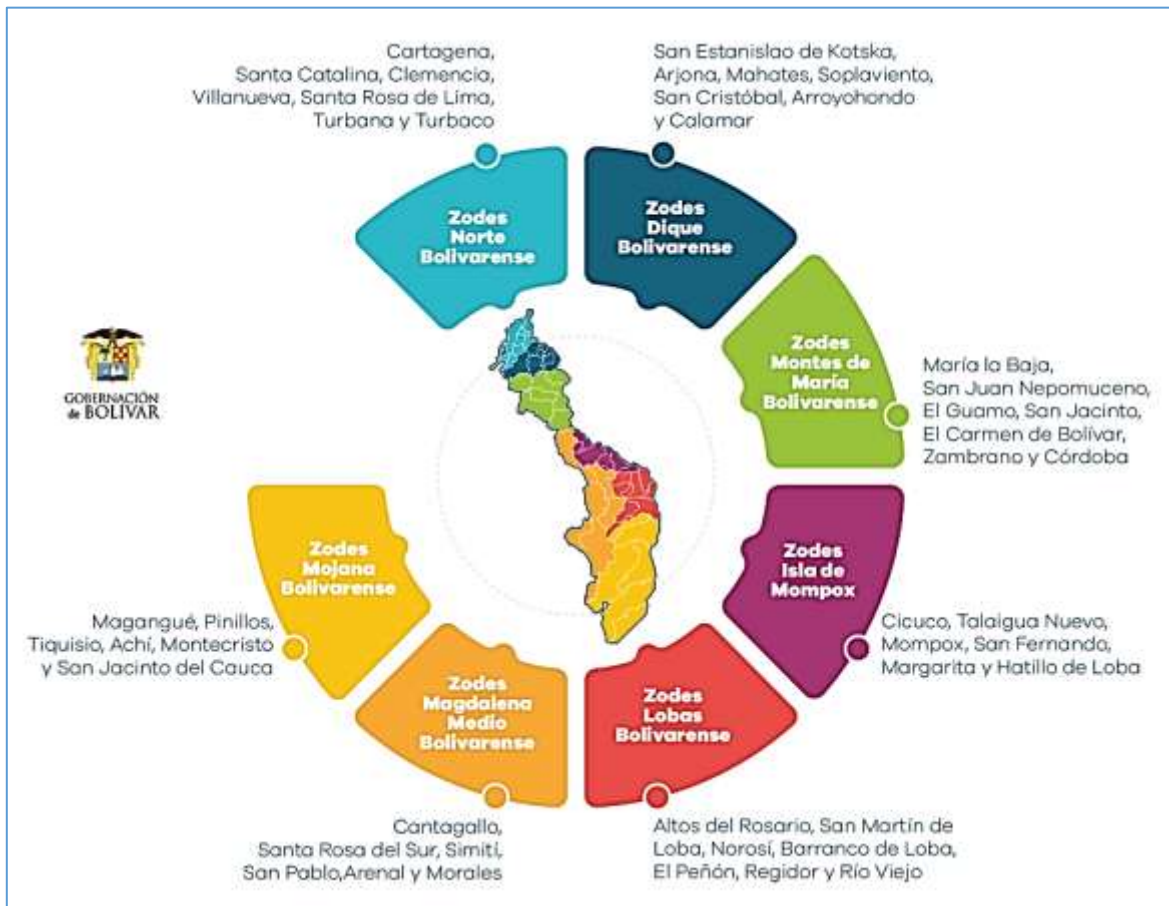 Cartagena,
Santa Catalina, Clemencia,
Villanueva, Santa Rosa de Lima,
Turbana y Turbaco
San Estanislao de Kotska,
Arjona, Mahates, Soplaviento,
San Cristóbal, Arroyohondo
y Calamar
Zodes
Norte
Bolivarense
Zodes
Dique
Bolivarense
Zodes
Montes de
María
Bolivarense
María la Baja,
San Juan Nepomuceno,
El Guamo, San Jacinto,
El Carmen de Bolívar,
Zambrano y Córdoba
GOBERNACIÓN
de BOLÍVAR
Zodes
Mojana
Bolivarense
Magangué, Pinillos,
Tiquisio, Achí, Montecristo
y San Jacinto del Cauca
Zodes
Isla de
Mompox
Cicuco, Talaigua Nuevo,
Mompox, San Fernando,
Margarita y Hatillo de Loba
Zodes
Magdalena
Medio
Bolivarense
Cantagallo,
Santa Rosa del Sur, Simití,
San Pablo,Arenal y Morales
Zodes
Lobas
Bolivarense
Altos del Rosario, San Martín de
Loba, Norosí, Barranco de Loba,
El Peñón, Regidor y Río Viejo